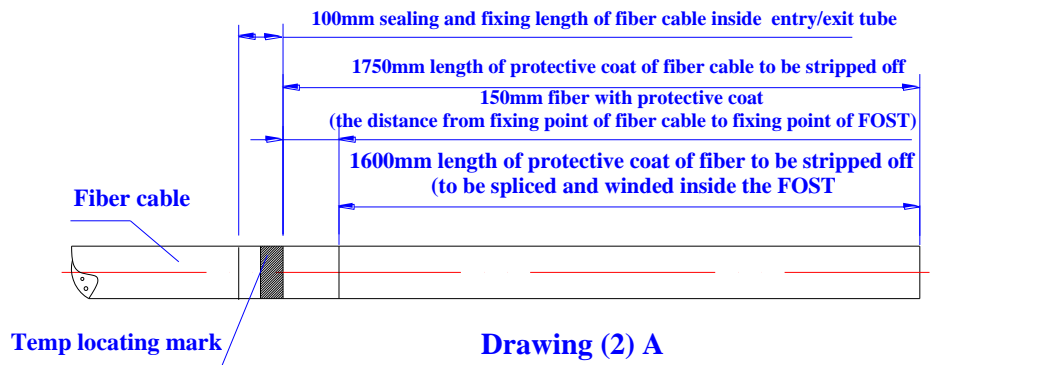 100mm sealing and fixing length of fiber cable inside entry/exit tube
1750mm length of protective coat of fiber cable to be stripped off
150mm fiber with protective coat
(the distance from fixing point of fiber cable to fixing point of FOST)
1600mm length of protective coat of fiber to be stripped off
(to be spliced and winded inside the FOST
Fiber cable
Temp locating mark
Drawing (2) A